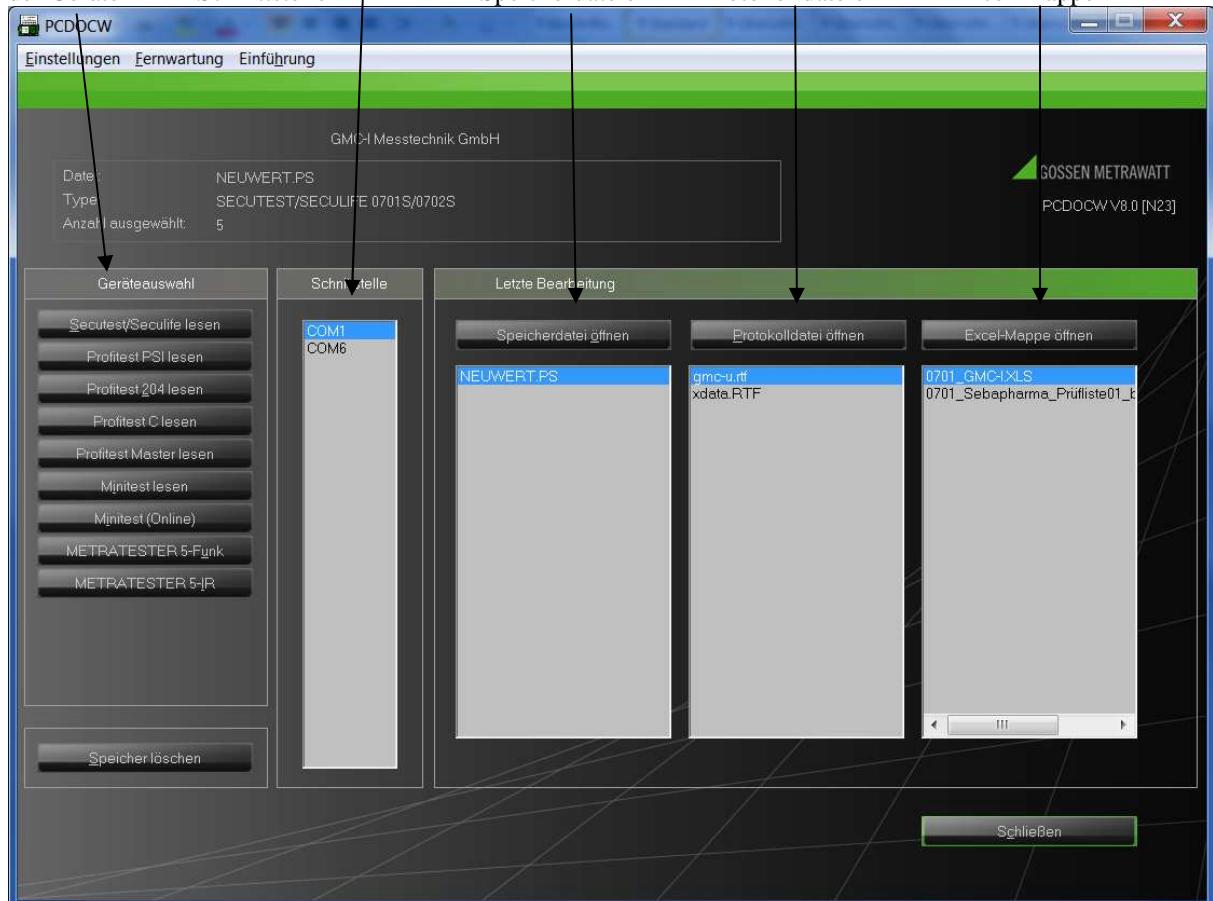 PCDOCW
Einstellungen Fernwartung Einführung
GMC-I Messtechnik GmbH
GOSSEN METRAWATT
PCDOCW V8.0 [N23]
Datei: NEUWERT.PS
Type SECUTEST/SECULIFE 0701S/0702S
Anzahl ausgewählt: 5
Geräteauswahl
Secutest/Seculife lesen
Profitest PSI lesen
Profitest 204 lesen
Profitest C lesen
Profitest Master lesen
Minitest lesen
Minitest (Online)
METRATESTER 5-Funk
METRATESTER 5-IR
Speicher löschen
Schnittstelle
COM1
COM6
Letzte Bearbeitung
Speicherdatei öffnen
NEUWERT.PS
Protokolldatei öffnen
gmc-u.rtf
xdata.RTF
Excel-Mappe öffnen
0701_GMC-I.XLS
0701_Sebapharma_Prüfliste01_b
Schließen